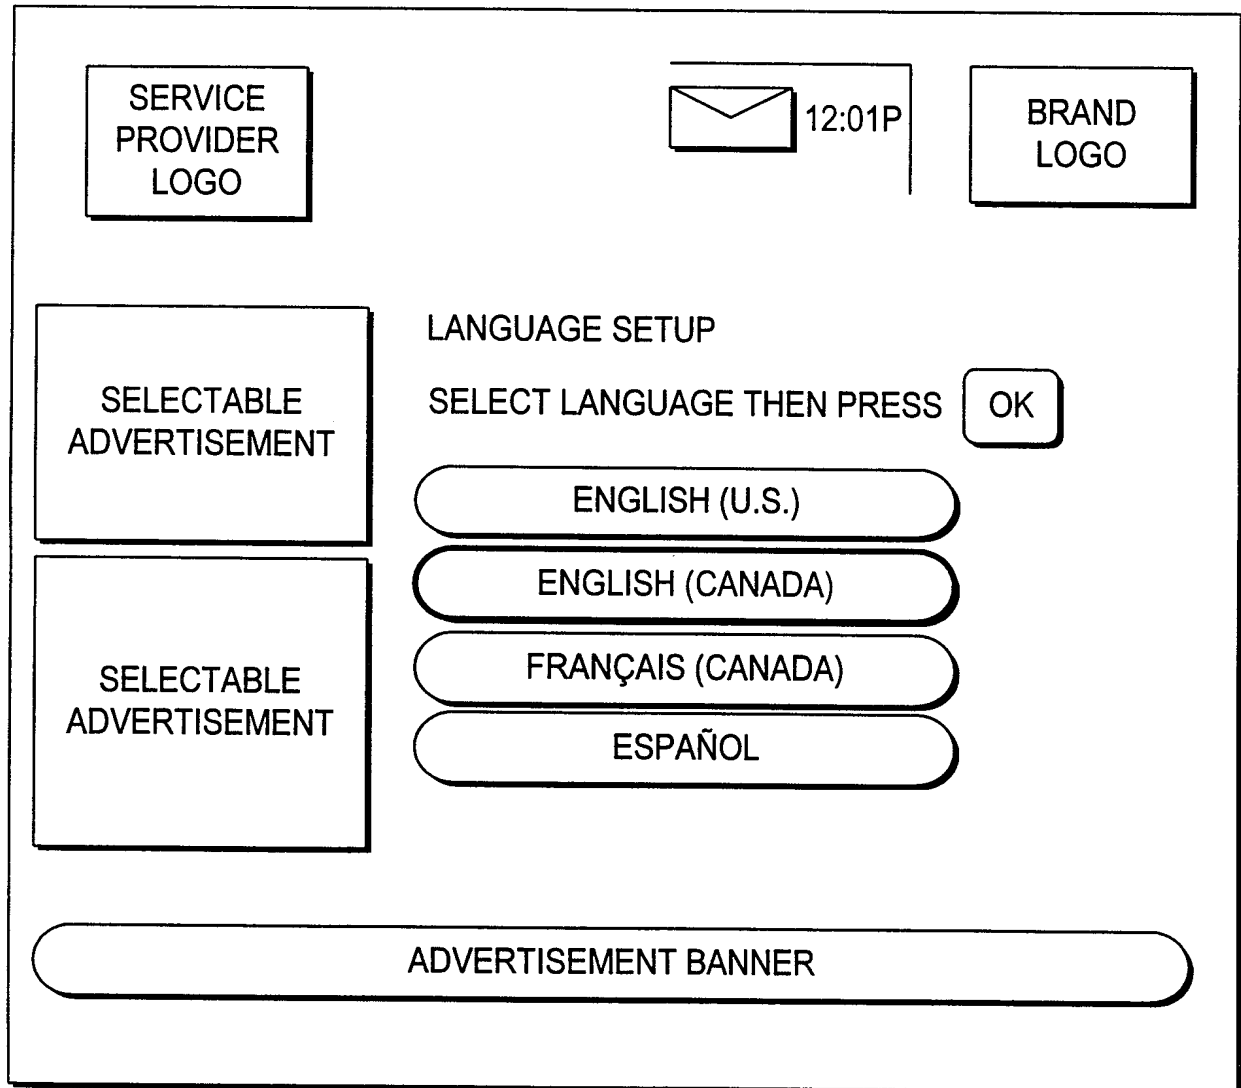 SERVICE
PROVIDER
LOGO
12:01P
BRAND
LOGO
SELECTABLE
ADVERTISEMENT
SELECTABLE
ADVERTISEMENT
LANGUAGE SETUP
SELECT LANGUAGE THEN PRESS OK
ENGLISH (U.S.)
ENGLISH (CANADA)
FRANÇAIS (CANADA)
ESPAÑOL
ADVERTISEMENT BANNER